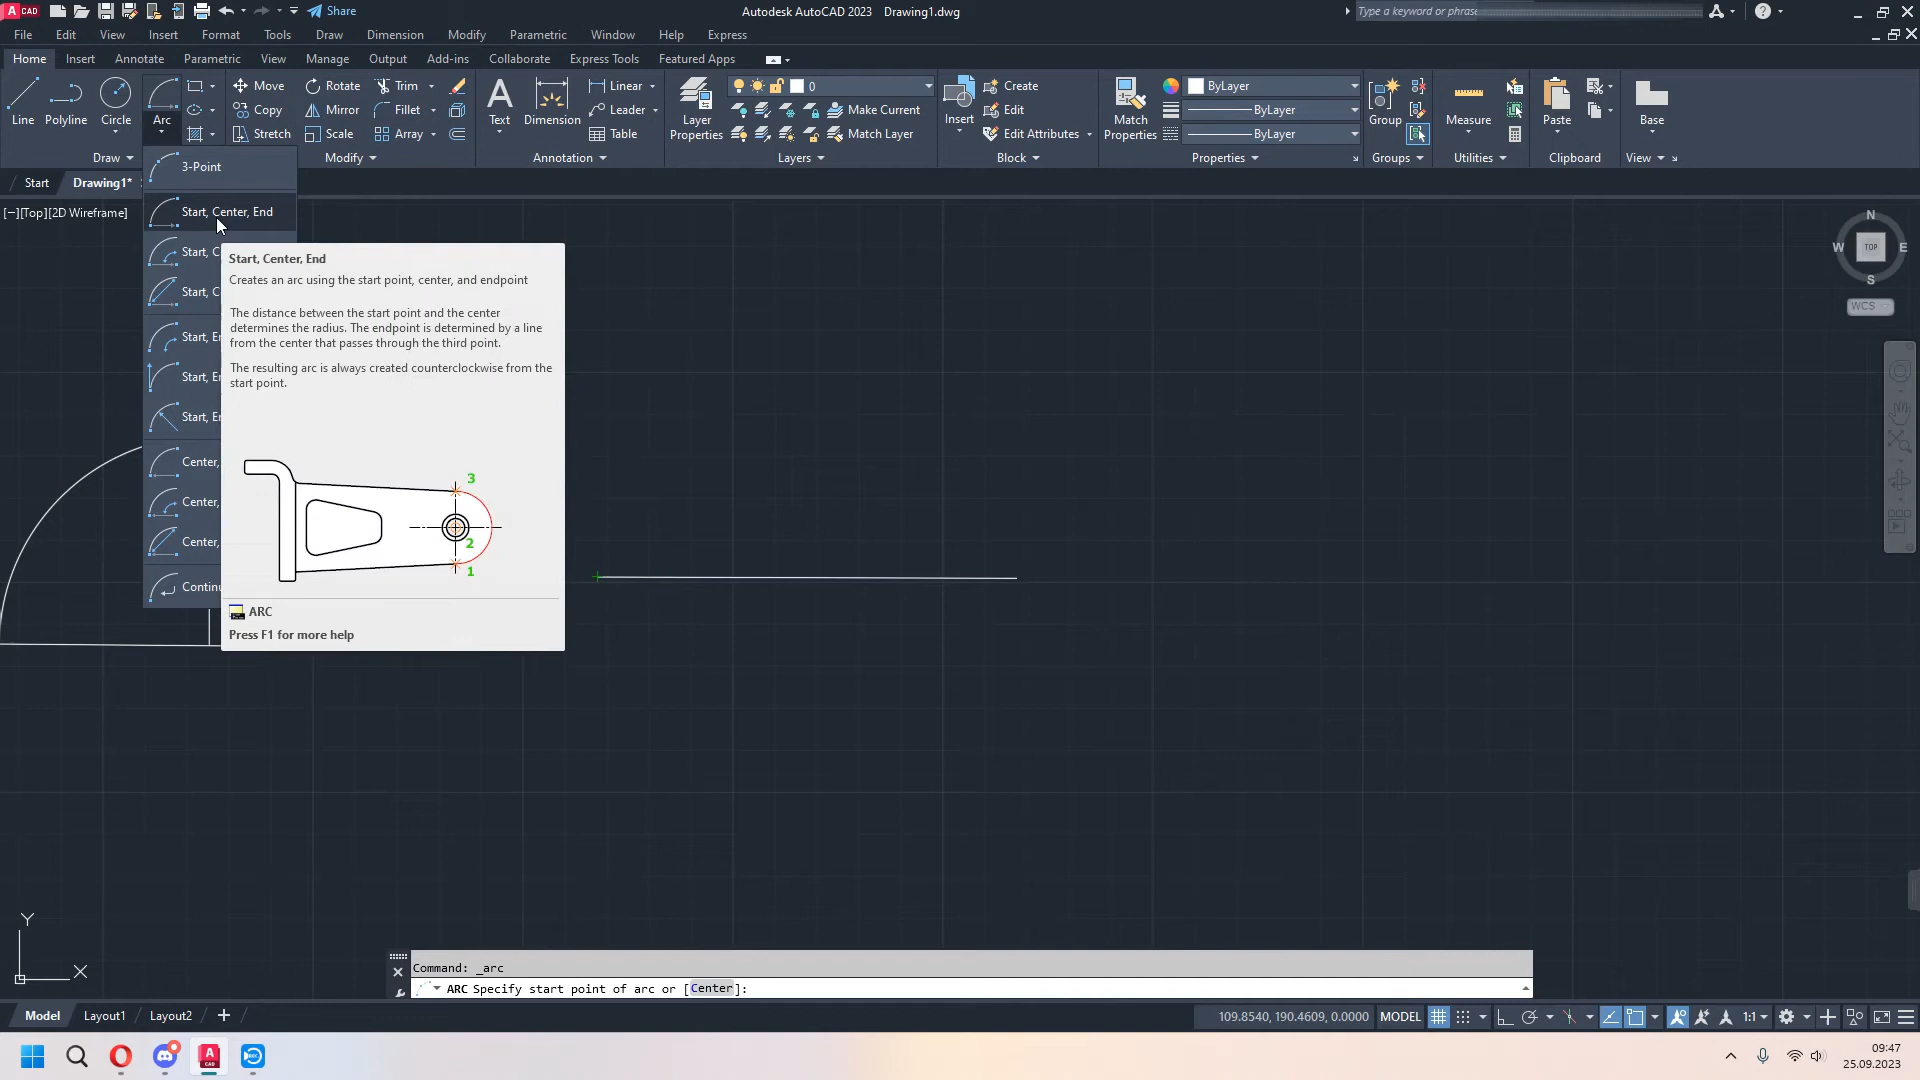 CAD
Share
Autodesk AutoCAD 2023 Drawing1.dwg
Type a keyword or phrase
File Edit View Insert Format Tools Draw Dimension Modify Parametric Window Help Express
Home Insert Annotate Parametric View Manage Output Add-ins Collaborate Express Tools Featured Apps
Line
Polyline
Circle
Arc
Move
Copy
Stretch
Rotate
Mirror
Scale
Trim
Fillet
Array
Text
Dimension
Linear
Leader
Table
Layer
Properties
0
Make Current
Match Layer
Insert
Create
Edit
Edit Attributes
Match
Properties
ByLayer
ByLayer
ByLayer
Group
Measure
Paste
Base
Draw
Modify
Annotation
Layers
Block
Properties
Groups
Utilities
Clipboard
View
Start Drawing1*
[−][Top][2D Wireframe]
3-Point
Start, Center, End
Start, C
Start, C
Start, E
Start, E
Start, E
Center,
Center,
Center,
Continu
Start, Center, End
Creates an arc using the start point, center, and endpoint
The distance between the start point and the center
determines the radius. The endpoint is determined by a line
from the center that passes through the third point.
The resulting arc is always created counterclockwise from the
start point.
3
2
1
ARC
Press F1 for more help
N
W TOP E
S
WCS
Y
X
Command: _arc
ARC Specify start point of arc or [Center]:
Model Layout1 Layout2
109.8540, 190.4609, 0.0000 MODEL 1:1
09:47
25.09.2023